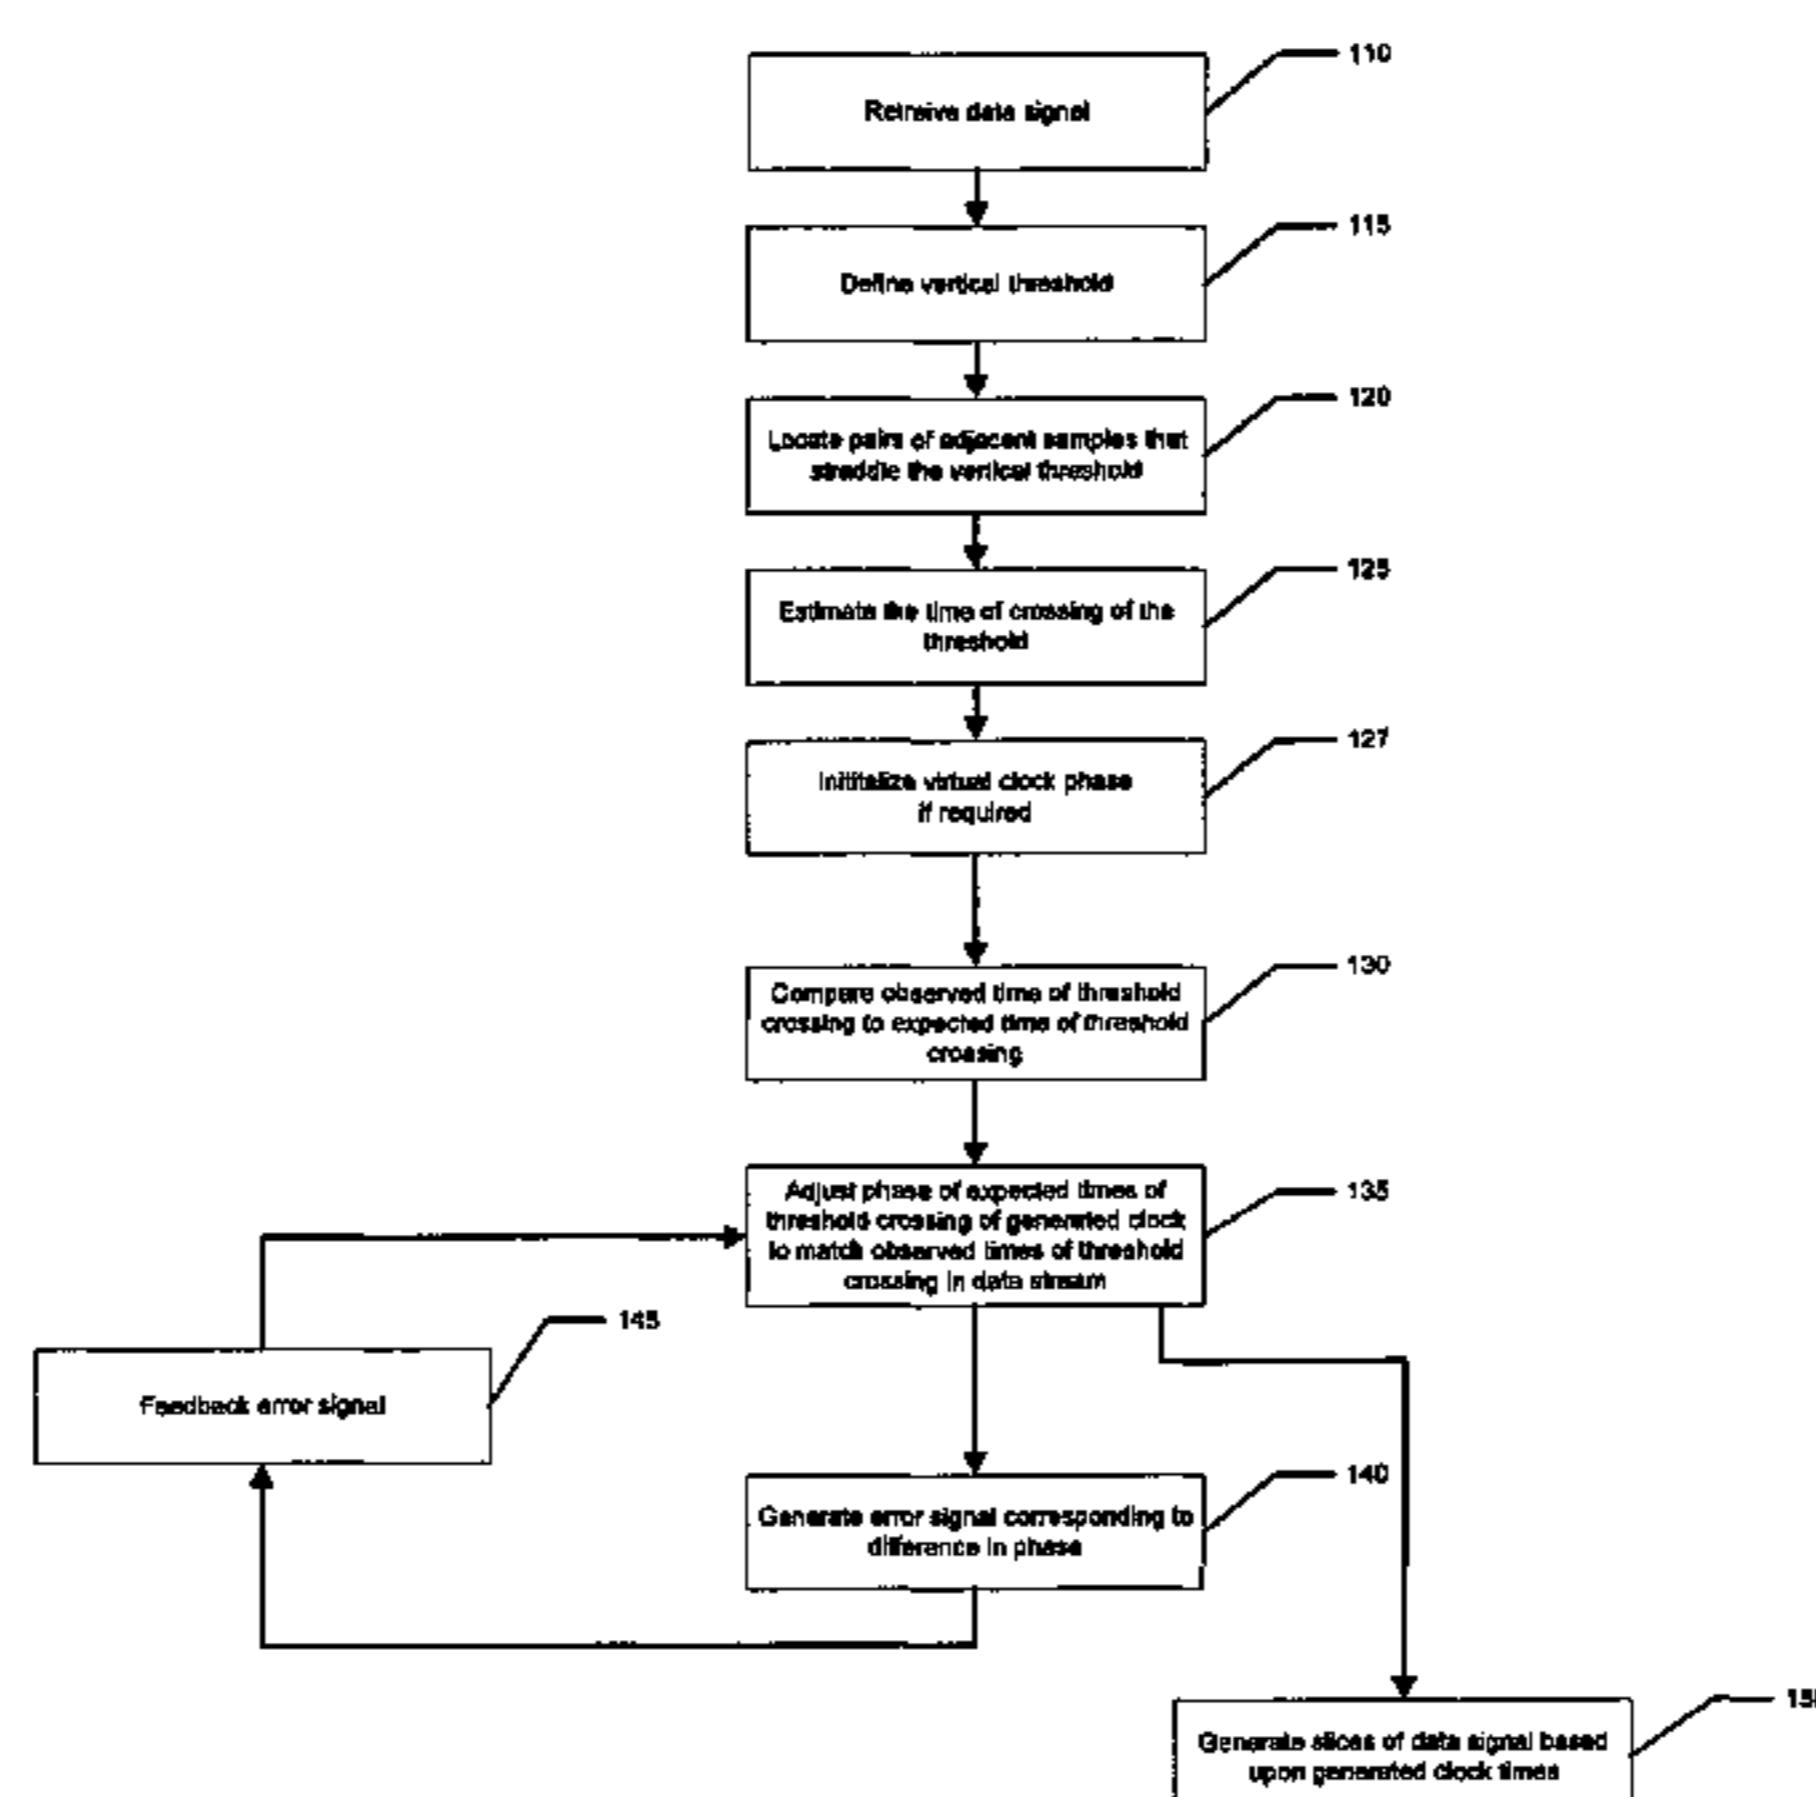 110
Retreive data signal
115
Define vertical threshold
120
Locate pairs of adjacent samples that
straddle the vertical threshold
125
Estimate the time of crossing of the
threshold
127
Inititalize virtual clock phase
if required
130
Compare observed time of threshold
crossing to expected time of threshold
crossing
135
Adjust phase of expected times of
threshold crossing of generated clock
to match observed times of threshold
crossing in data stream
145
Feedback error signal
140
Generate error signal corresponding to
difference in phase
Generate slices of data signal based
upon generated clock times